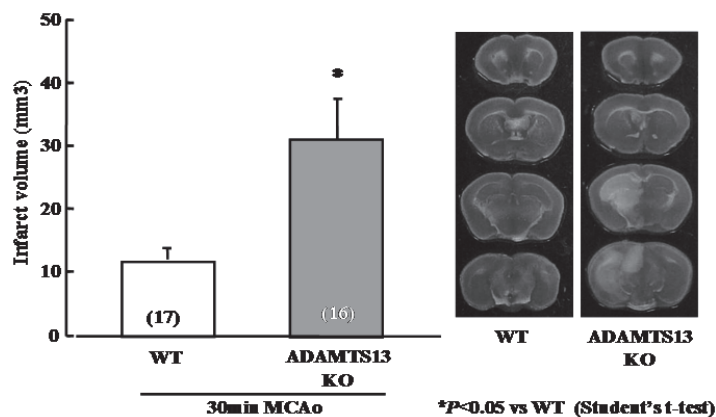 Infarct volume (mm3)
50
40
30
20
10
0
*
(17)
(16)
WT
ADAMTS13
KO
30min MCAo
WT
ADAMTS13
KO
*P<0.05 vs WT (Student's t-test)